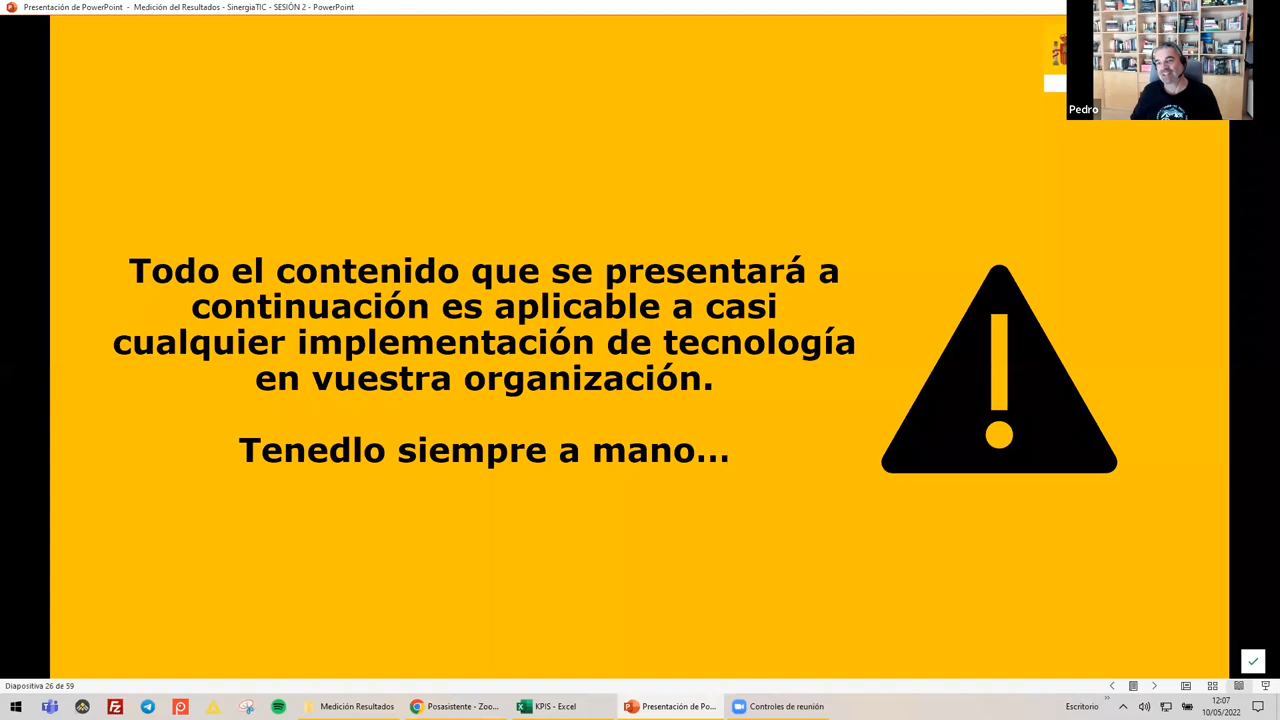 Presentación de PowerPoint - Medición del Resultados - SinergiaTIC - SESIÓN 2 - PowerPoint
Pedro
Todo el contenido que se presentará a
continuación es aplicable a casi
cualquier implementación de tecnología
en vuestra organización.
Tenedlo siempre a mano...
Diapositiva 26 de 59
Medición Resultados
Posasistente - Zoo...
KPIS - Excel
Presentación de Po...
Controles de reunión
Escritorio
12:07
10/05/2022